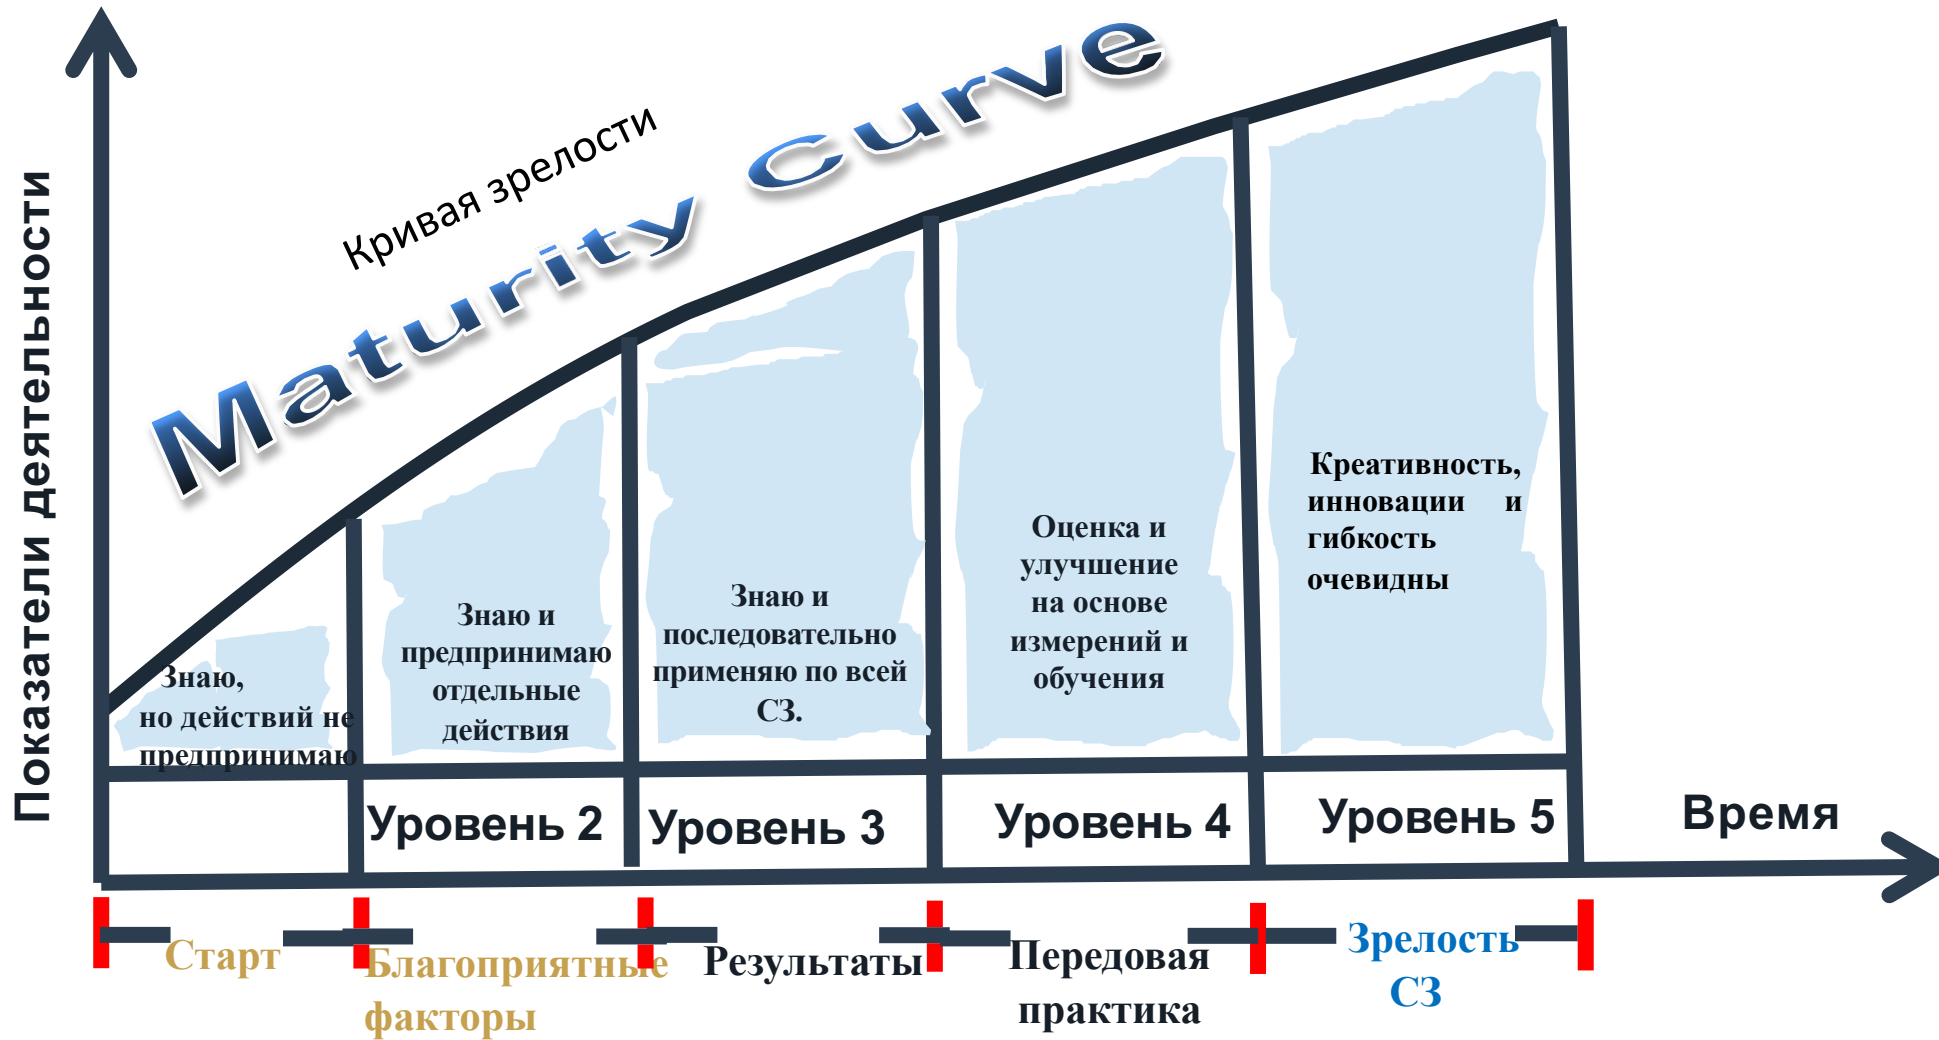 Показатели деятельности
Кривая зрелости
Maturity Curve
Знаю,
но действий не
предпринимаю
Знаю и
предпринимаю
отдельные
действия
Знаю и
последовательно
применяю по всей
СЗ.
Оценка и
улучшение
на основе
измерений и
обучения
Креативность,
инновации и
гибкость
очевидны
Уровень 2
Уровень 3
Уровень 4
Уровень 5
Время
Старт
Благоприятные
факторы
Результаты
Передовая
практика
Зрелость
СЗ